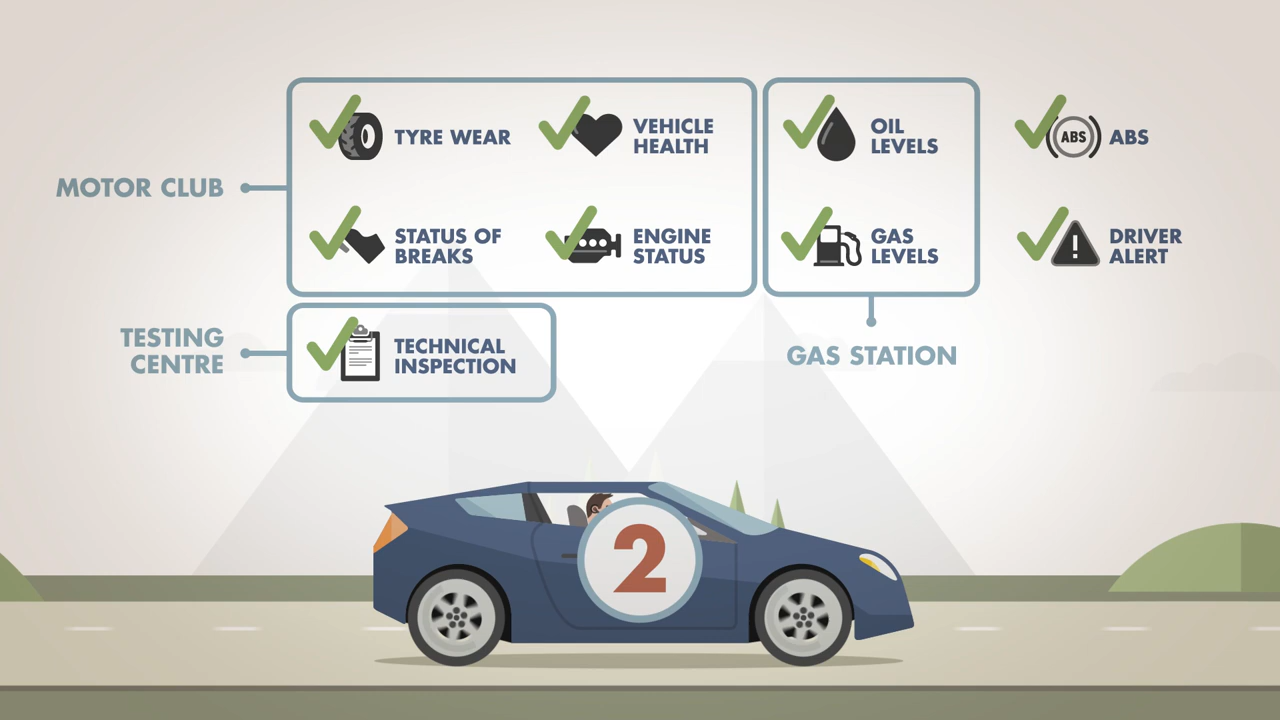 TYRE WEAR
VEHICLE
HEALTH
OIL
LEVELS
ABS
ABS
MOTOR CLUB
STATUS OF
BREAKS
ENGINE
STATUS
GAS
LEVELS
DRIVER
ALERT
TESTING
CENTRE
TECHNICAL
INSPECTION
GAS STATION
2